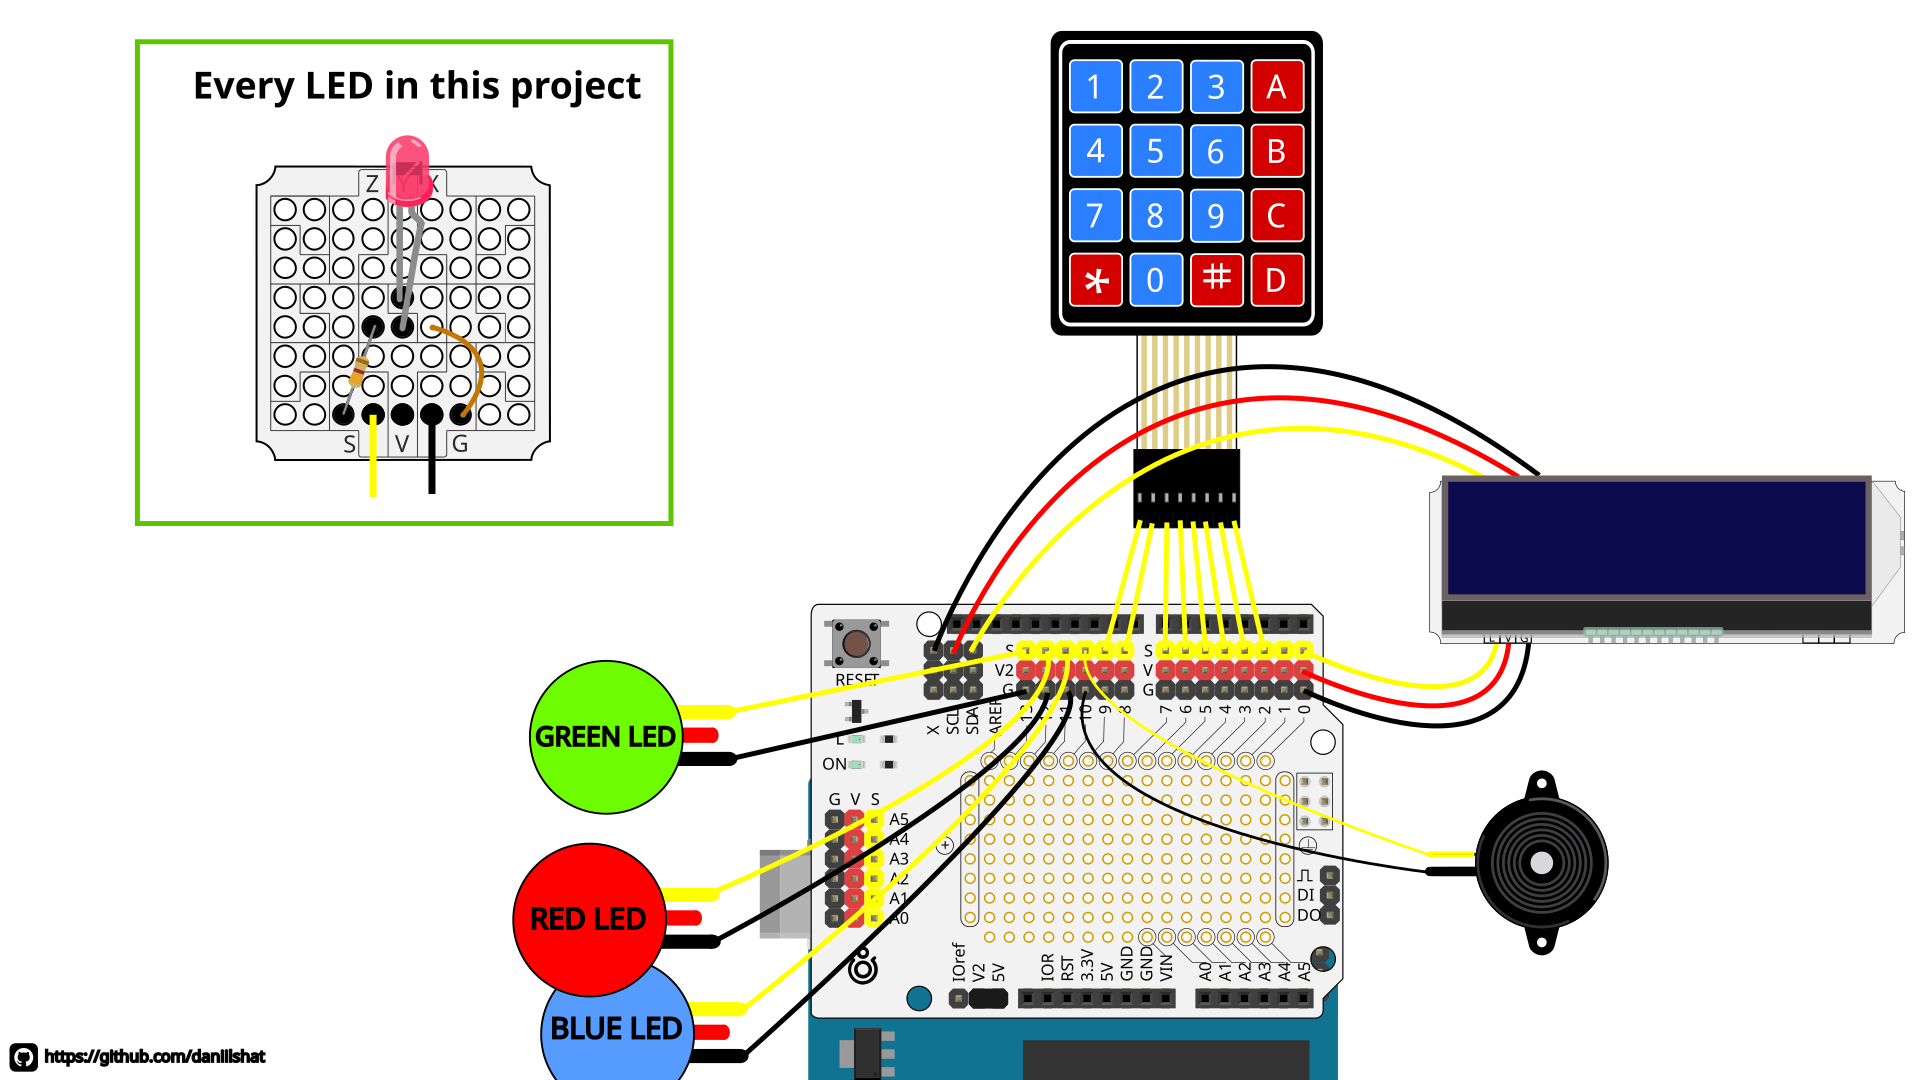 Every LED in this project
Z Y X
S V G
1 2 3 A
4 5 6 B
7 8 9 C
* 0 # D
GREEN LED
RED LED
BLUE LED
RESET
L
ON
X SCL SDA AREF
S
V2
G
13 11 10 9 8
S
V
G
7 6 5 4 3 2 1 0
G V S
A5
A4
A3
A2
A1
A0
DI
DO
IOref V2 5V
IOR RST 3.3V 5V GND GND VIN
A0 A1 A2 A3 A4 A5
L V G
https://github.com/danilishat